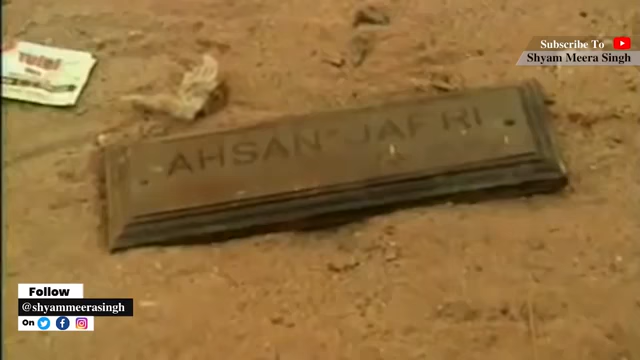 Subscribe To
Shyam Meera Singh
AHSAN JAFRI
Follow
@shyammeerasingh
On